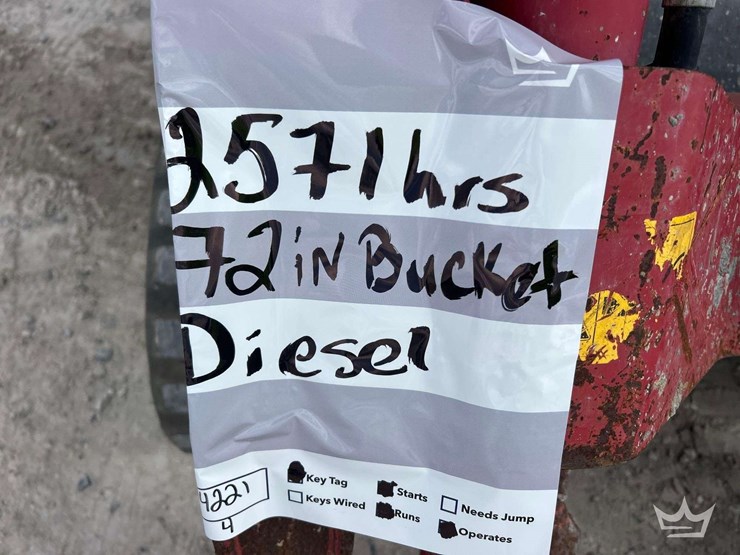 2571 hrs
72 in Bucket
Diesel
4221
4
Key Tag
Keys Wired
Starts
Runs
Needs Jump
Operates